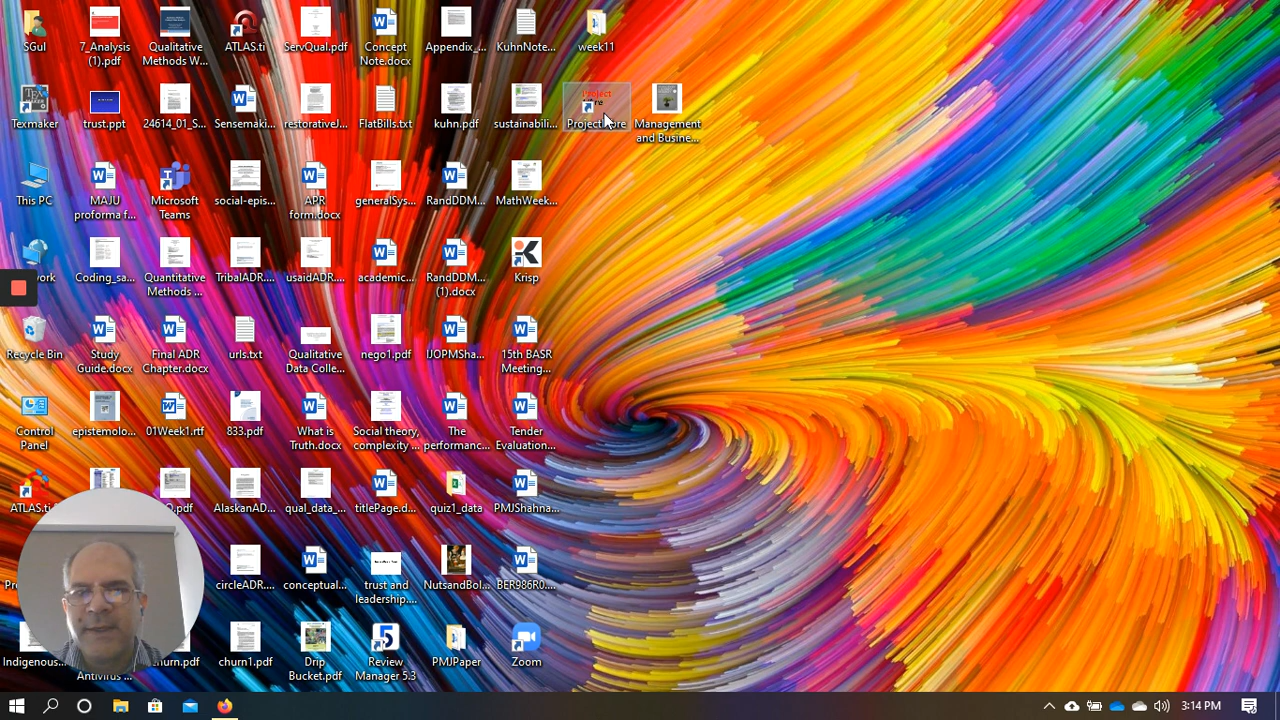 SGul
7_Analysis
(1).pdf
Qualitative
Methods W...
ATLAS.ti
ServQual.pdf
Concept
Note.docx
Appendix_...
KuhnNote...
week11
Texmaker
trust.ppt
24614_01_S...
Sensemaki...
restorativeJ...
FlatBills.txt
kuhn.pdf
sustainabili...
Management
and Busine...
This PC
MAJU
proforma f...
Microsoft
Teams
social-epis...
APR
form.docx
generalSys...
RandDDM...
MathWeek...
Coding_sa...
Quantitative
Methods ...
TribalADR....
usaidADR....
academic...
RandDDM...
(1).docx
Krisp
Recycle Bin
Study
Guide.docx
Final ADR
Chapter.docx
urls.txt
Qualitative
Data Colle...
nego1.pdf
IJOPMSha...
15th BASR
Meeting...
Control
Panel
epistemolo...
01Week1.rtf
833.pdf
What is
Truth.docx
Social theory,
complexity ...
The
performanc...
Tender
Evaluation...
ATLAS.ti
AlaskanAD...
qual_data_...
titlePage.d...
quiz1_data
PMJShahna...
circleADR....
conceptual...
trust and
leadership....
NutsandBol...
BER986R0....
Indigenous...
Antivirus ...
churn1.pdf
Drip
Bucket.pdf
Review
Manager 5.3
PMJPaper
Zoom
3:14 PM